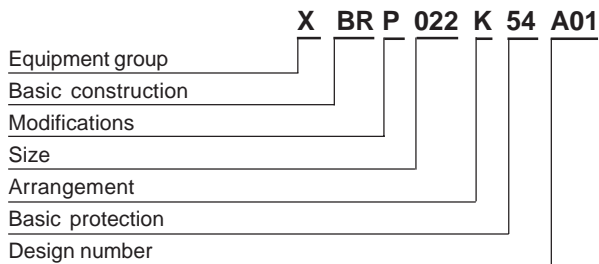 X BR P 022 K 54 A01
Equipment group
Basic construction
Modifications
Size
Arrangement
Basic protection
Design number